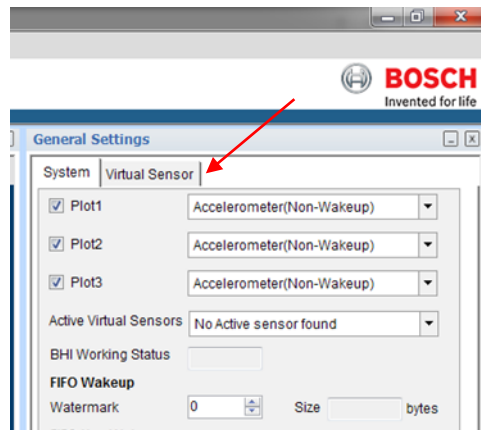 BOSCH
Invented for life
General Settings
System Virtual Sensor
Plot1 Accelerometer(Non-Wakeup)
Plot2 Accelerometer(Non-Wakeup)
Plot3 Accelerometer(Non-Wakeup)
Active Virtual Sensors No Active sensor found
BHI Working Status
FIFO Wakeup
Watermark 0 Size bytes